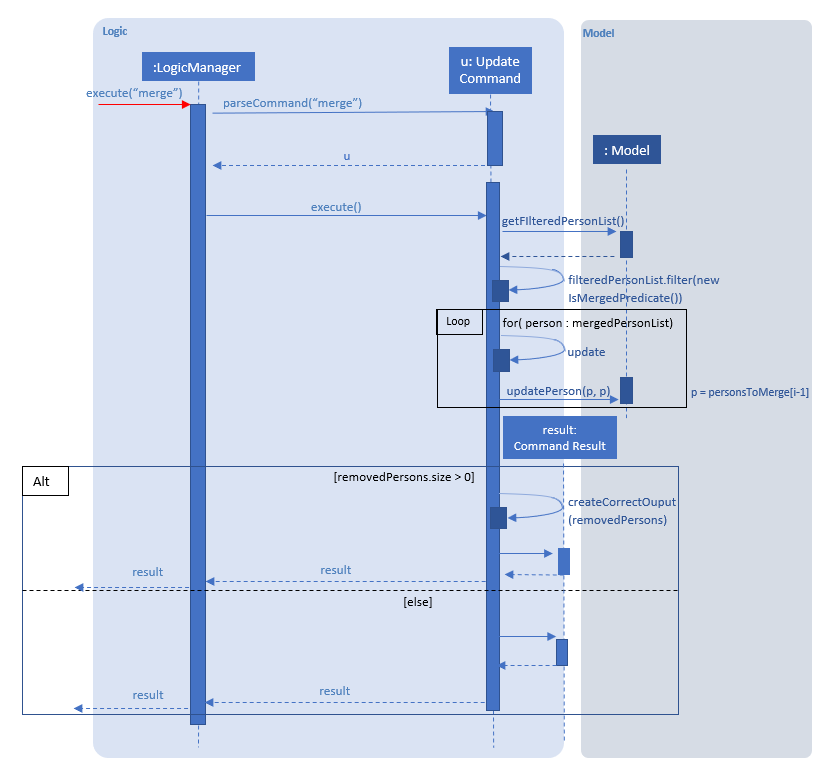 Logic
Model
:LogicManager
u: Update
Command
execute(“merge”)
parseCommand(“merge”)
: Model
u
execute()
getFIlteredPersonList()
filteredPersonList.filter(new
IsMergedPredicate())
Loop
for( person : mergedPersonList)
update
updatePerson(p, p)
p = personsToMerge[i-1]
result:
Command Result
Alt
[removedPersons.size > 0]
createCorrectOuput
(removedPersons)
result
result
[else]
result
result